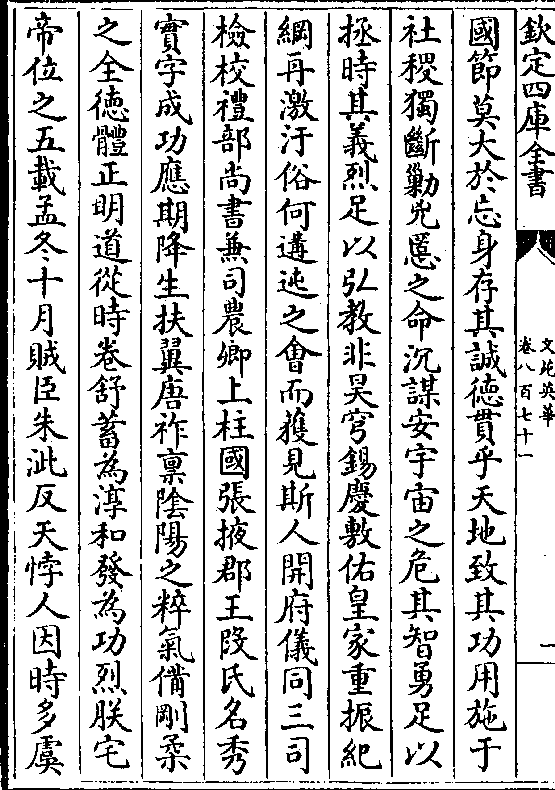 欽定四庫全書
文苑英華
卷八百七十一
一
國節莫大於忘身存其誠徳貫乎天地致其功用施于
社稷獨斷勦兇慝之命沉謀安宇宙之危其智勇足以
拯時其義烈足以弘教非昊穹錫慶敷佑皇家重振紀
綱再激汙俗何遘迍之會而獲見斯人開府儀同三司
檢校禮部尚書兼司農卿上柱國張掖郡王段氏名秀
實字成功應期降生扶翼唐祚禀陰陽之粹氣備剛柔
之全徳體正明道從時卷舒蓄為淳和發為功烈朕宅
帝位之五載孟冬十月賊臣朱泚反天悖人因時多虞